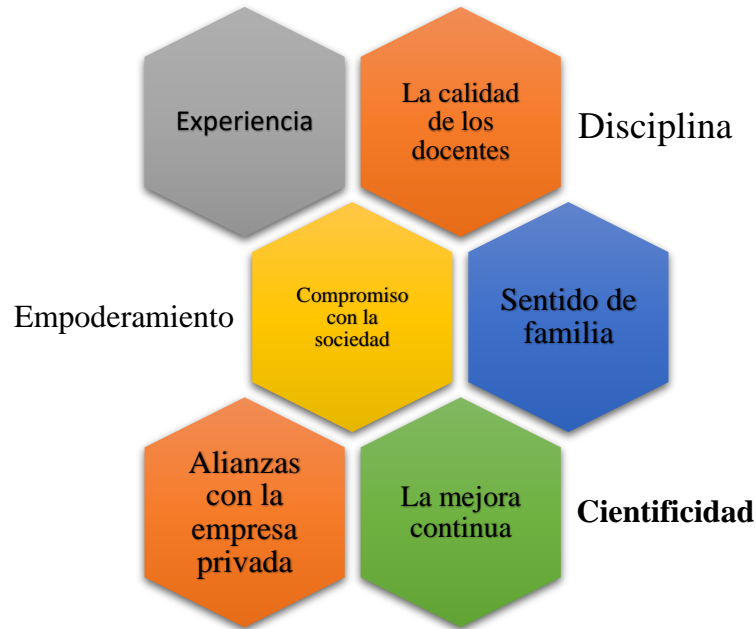 Experiencia
La calidad
de los
docentes
Disciplina
Empoderamiento
Compromiso
con la
sociedad
Sentido de
familia
Alianzas
con la
empresa
privada
La mejora
continua
Cientificidad